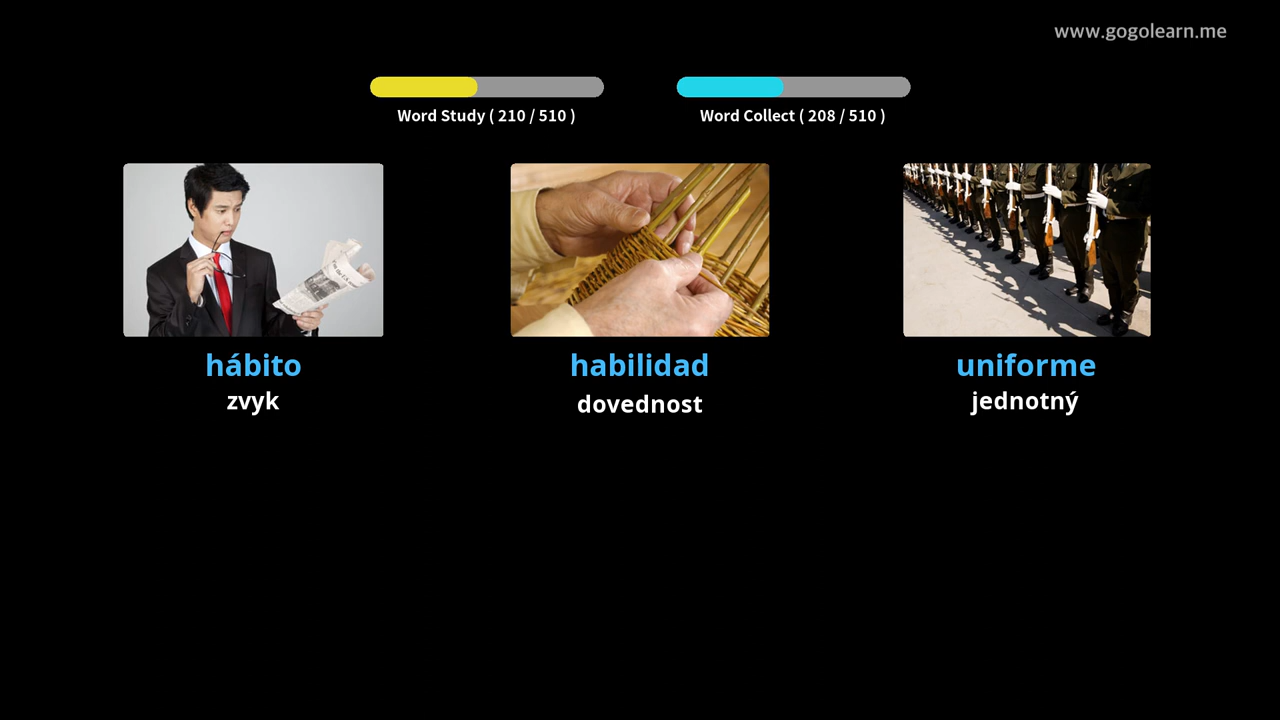 www.gogolearn.me
Word Study ( 210 / 510 )
Word Collect ( 208 / 510 )
hábito
zvyk
habilidad
dovednost
uniforme
jednotný